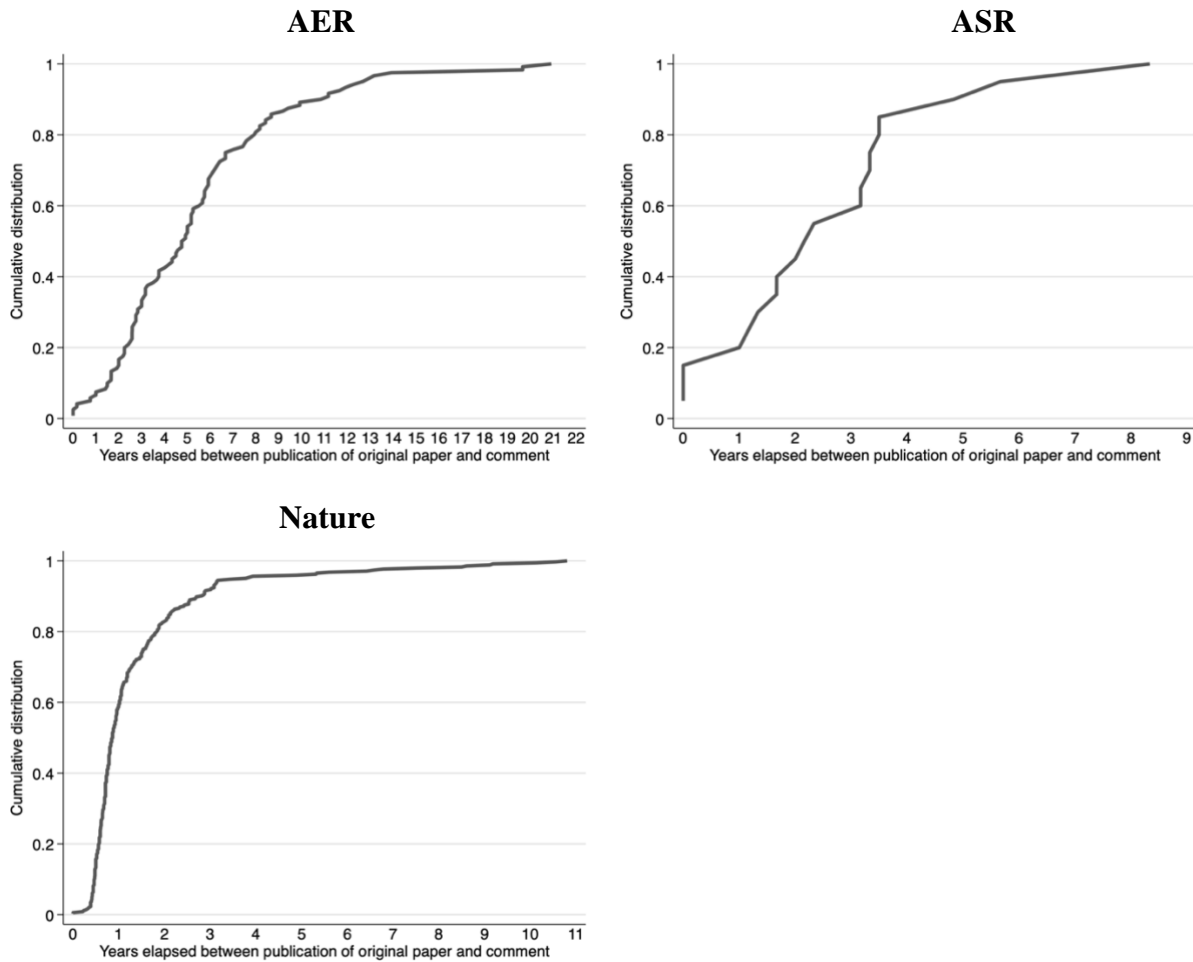 AER
1
0.8
0.6
0.4
0.2
0
Cumulative distribution
0 1 2 3 4 5 6 7 8 9 10 11 12 13 14 15 16 17 18 19 20 21 22
Years elapsed between publication of original paper and comment
ASR
1
0.8
0.6
0.4
0.2
0
Cumulative distribution
0 1 2 3 4 5 6 7 8 9
Years elapsed between publication of original paper and comment
Nature
1
0.8
0.6
0.4
0.2
0
Cumulative distribution
0 1 2 3 4 5 6 7 8 9 10 11
Years elapsed between publication of original paper and comment